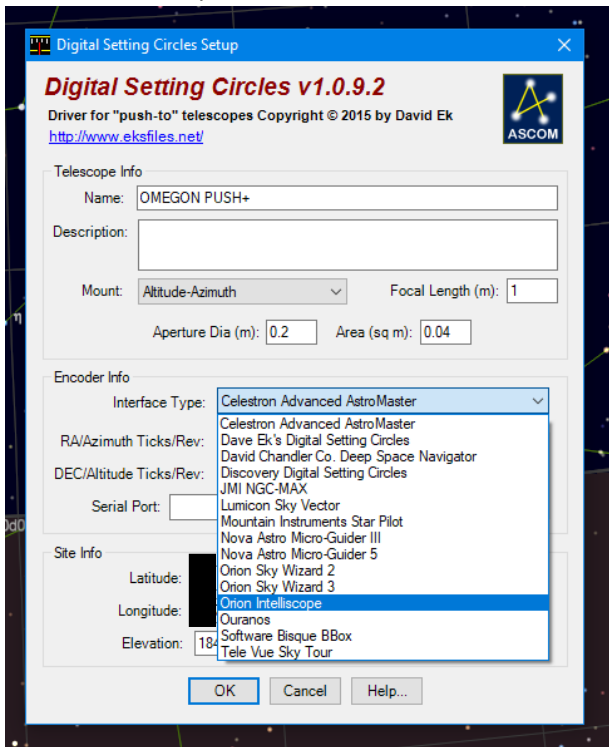 Digital Setting Circles Setup
Digital Setting Circles v1.0.9.2
Driver for "push-to" telescopes Copyright © 2015 by David Ek
http://www.eksfiles.net/
ASCOM
Telescope Info
Name: OMEGON PUSH+
Description:
Mount: Altitude-Azimuth Focal Length (m): 1
Aperture Dia (m): 0.2 Area (sq m): 0.04
Encoder Info
Interface Type: Celestron Advanced AstroMaster
Celestron Advanced AstroMaster
RA/Azimuth Ticks/Rev: Dave Ek's Digital Setting Circles
David Chandler Co. Deep Space Navigator
DEC/Altitude Ticks/Rev: Discovery Digital Setting Circles
JMI NGC-MAX
Serial Port: Lumicon Sky Vector
Mountain Instruments Star Pilot
Nova Astro Micro-Guider III
Site Info
Nova Astro Micro-Guider 5
Latitude: Orion Sky Wizard 2
Orion Sky Wizard 3
Longitude: Orion Intelliscope
Ouranos
Elevation: 184 Software Bisque BBox
Tele Vue Sky Tour
OK Cancel Help...